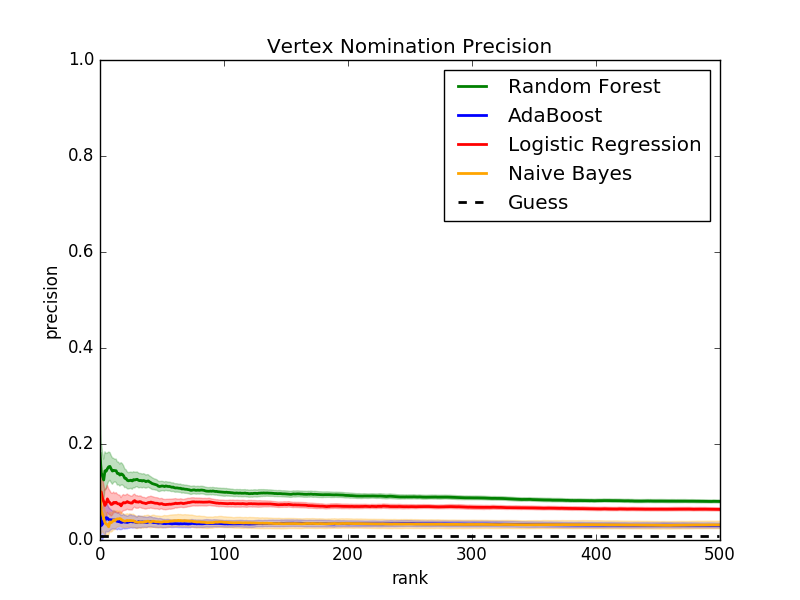 Vertex Nomination Precision
1.0
0.8
0.6
0.4
0.2
0.0
precision
Random Forest
AdaBoost
Logistic Regression
Naive Bayes
Guess
0 100 200 300 400 500
rank